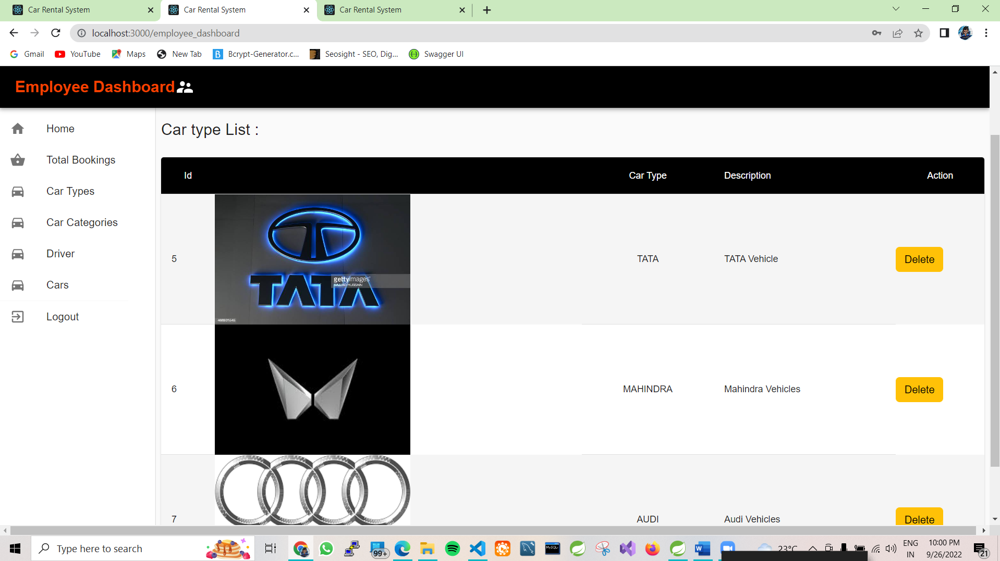 Car Rental System
Car Rental System
Car Rental System
localhost:3000/employee_dashboard
Gmail
YouTube
Maps
New Tab
B
Bcrypt-Generator.c...
Seosight - SEO, Dig...
Swagger UI
Employee Dashboard
Home
Total Bookings
Car Types
Car Categories
Driver
Cars
Logout
Car type List :
Id Car Type Description Action
5 TATA TATA Vehicle Delete
TATA
gettyimages
SAJJAD HUSSAIN
468901645
6 MAHINDRA Mahindra Vehicles Delete
7 AUDI Audi Vehicles Delete
Type here to search
99+
MySQL
W
23°C
ENG
IN
10:00 PM
9/26/2022
21